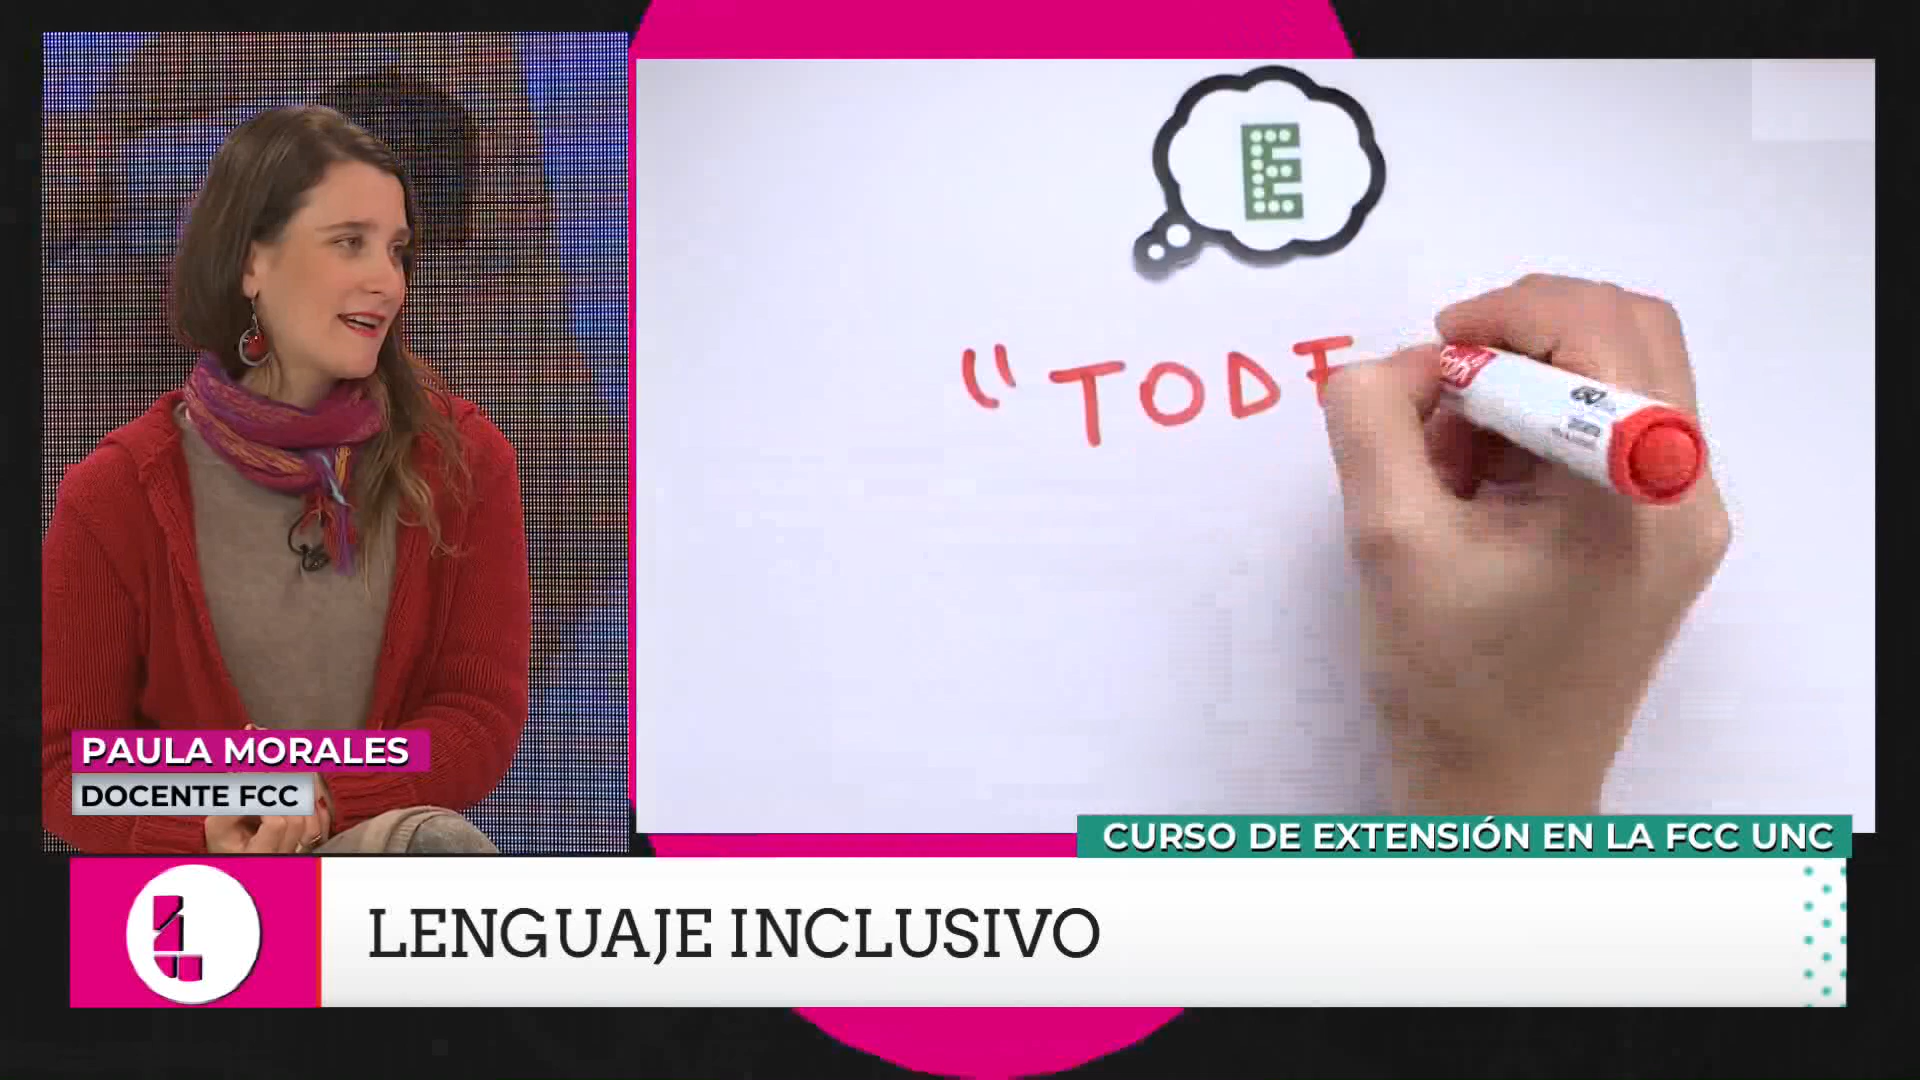 E
"TODE
PAULA MORALES
DOCENTE FCC
CURSO DE EXTENSIÓN EN LA FCC UNC
LENGUAJE INCLUSIVO